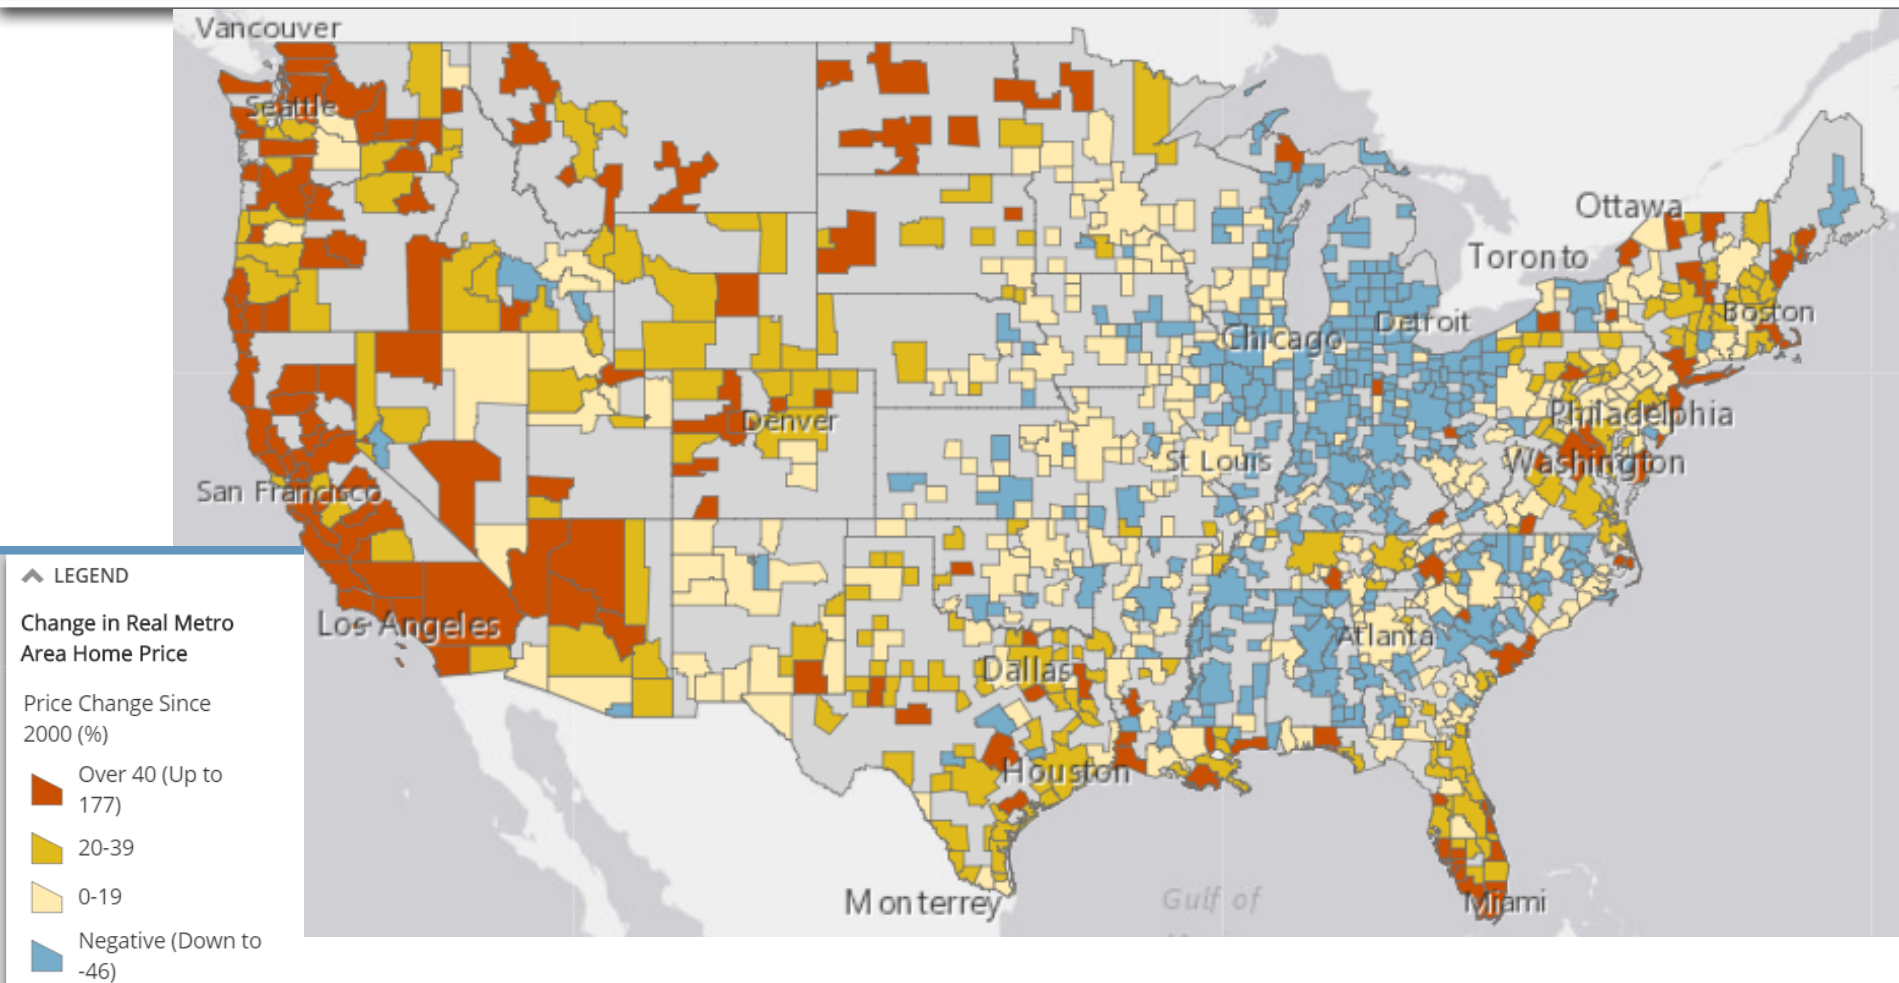 Vancouver
Seattle
Ottawa
Toronto
Boston
Detroit
Chicago
Philadelphia
Denver
Washington
St Louis
San Francisco
Los Angeles
Atlanta
Dallas
Houston
Monterrey
Gulf of
Miami
LEGEND
Change in Real Metro
Area Home Price
Price Change Since
2000 (%)
Over 40 (Up to
177)
20-39
0-19
Negative (Down to
-46)